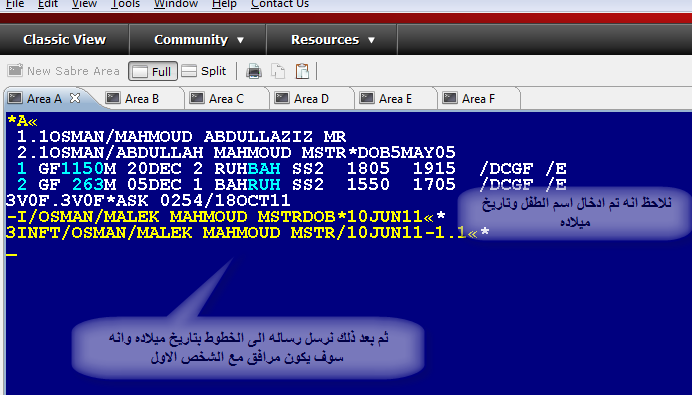 File Edit View Tools Window Help Contact Us
Classic View Community Resources
New Sabre Area Full Split
Area A Area B Area C Area D Area E Area F
*A«
1.1OSMAN/MAHMOUD ABDULLAZIZ MR
2.1OSMAN/ABDULLAH MAHMOUD MSTR*DOB5MAY05
1 GF1150M 20DEC 2 RUHBAH SS2 1805 1915 /DCGF /E
2 GF 263M 05DEC 1 BAHRUH SS2 1550 1705 /DCGF /E
3V0F.3V0F*ASK 0254/18OCT11
-I/OSMAN/MALEK MAHMOUD MSTRDOB*10JUN11«*
3INFT/OSMAN/MALEK MAHMOUD MSTR/10JUN11-1.1«*
نلاحظ انه تم ادخال اسم الطفل وتاريخ
ميلاده
ثم بعد ذلك نرسل رساله الى الخطوط بتاريخ ميلاده وانه
سوف يكون مرافق مع الشخص الاول